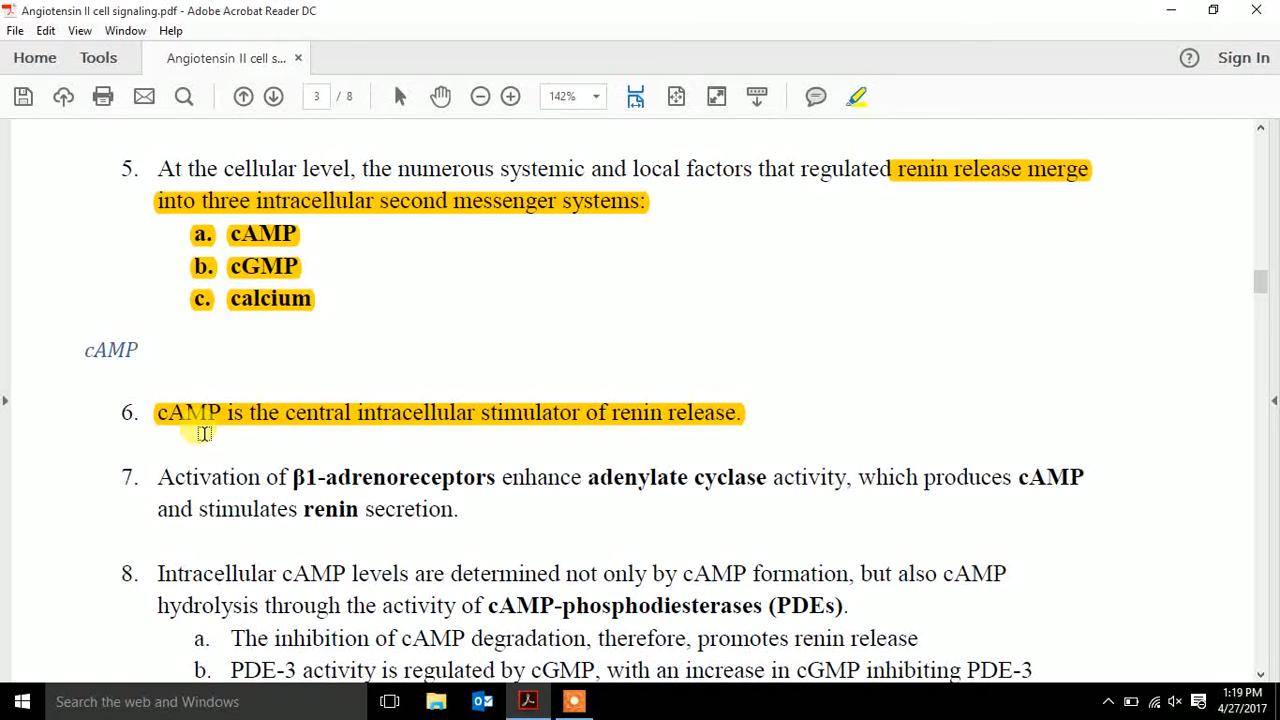 Angiotensin II cell signaling.pdf - Adobe Acrobat Reader DC
File Edit View Window Help
Home Tools Angiotensin II cell s... × Sign In
3 / 8 142%
5. At the cellular level, the numerous systemic and local factors that regulated renin release merge
into three intracellular second messenger systems:
a. cAMP
b. cGMP
c. calcium
cAMP
6. cAMP is the central intracellular stimulator of renin release.
7. Activation of β1-adrenoreceptors enhance adenylate cyclase activity, which produces cAMP
and stimulates renin secretion.
8. Intracellular cAMP levels are determined not only by cAMP formation, but also cAMP
hydrolysis through the activity of cAMP-phosphodiesterases (PDEs).
a. The inhibition of cAMP degradation, therefore, promotes renin release
b. PDE-3 activity is regulated by cGMP, with an increase in cGMP inhibiting PDE-3
Search the web and Windows
1:19 PM
4/27/2017